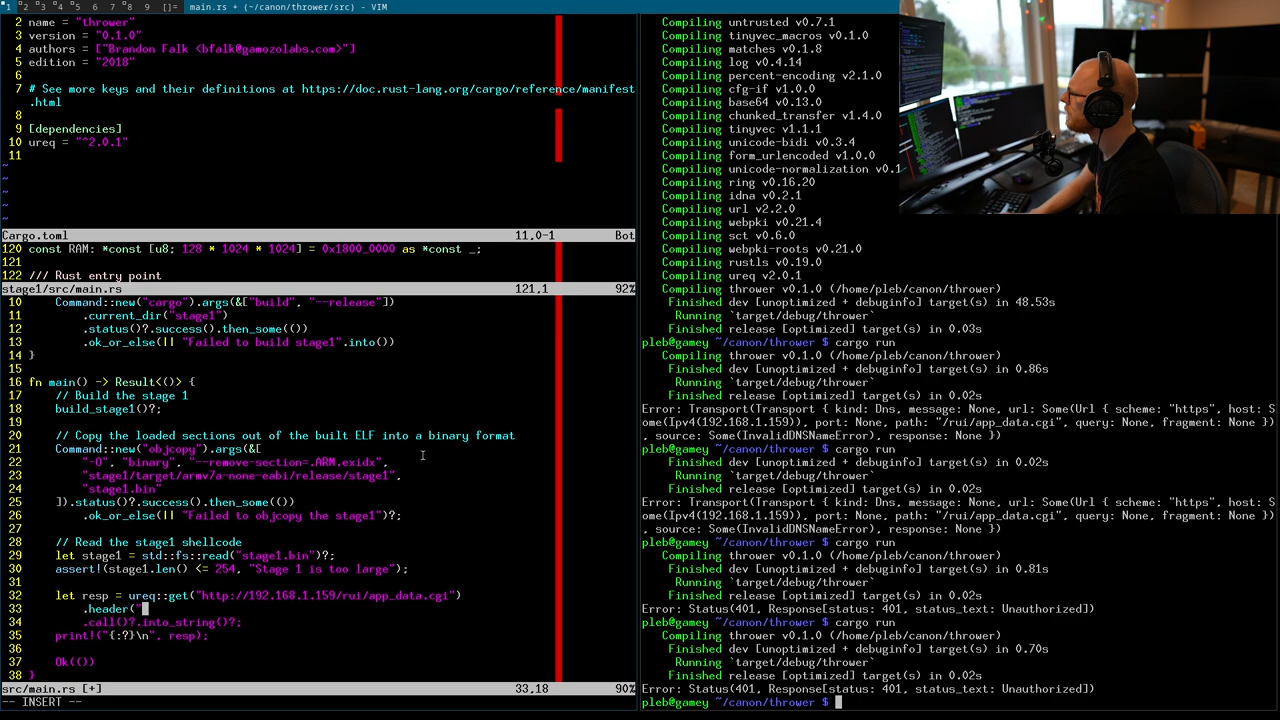 1 2 3 4 5 6 7 8 9 []= main.rs + (~/canon/thrower/src) - VIM
2 name = "thrower"
3 version = "0.1.0"
4 authors = ["Brandon Falk <bfalk@gamozolabs.com>"]
5 edition = "2018"
6
7 # See more keys and their definitions at https://doc.rust-lang.org/cargo/reference/manifest
.html
8
9 [dependencies]
10 ureq = "^2.0.1"
11
~
~
~
~
~
Cargo.toml 11,0-1 Bot
120 const RAM: *const [u8; 128 * 1024 * 1024] = 0x1800_0000 as *const _;
121
122 /// Rust entry point
stage1/src/main.rs 121,1 92%
10 Command::new("cargo").args(&["build", "--release"])
11 .current_dir("stage1")
12 .status()?.success().then_some(())
13 .ok_or_else(|| "Failed to build stage1".into())
14 }
15
16 fn main() -> Result<()> {
17 // Build the stage 1
18 build_stage1()?;
19
20 // Copy the loaded sections out of the built ELF into a binary format
21 Command::new("objcopy").args(&[
22 "-O", "binary", "--remove-section=.ARM.exidx",
23 "stage1/target/armv7a-none-eabi/release/stage1",
24 "stage1.bin"
25 ]).status()?.success().then_some(())
26 .ok_or_else(|| "Failed to objcopy the stage1")?;
27
28 // Read the stage1 shellcode
29 let stage1 = std::fs::read("stage1.bin")?;
30 assert!(stage1.len() <= 254, "Stage 1 is too large");
31
32 let resp = ureq::get("http://192.168.1.159/rui/app_data.cgi")
33 .header("
34 .call()?.into_string()?;
35 print!("{:?}\n", resp);
36
37 Ok(())
38 }
src/main.rs [+] 33,18 90%
-- INSERT --
Compiling untrusted v0.7.1
Compiling tinyvec_macros v0.1.0
Compiling matches v0.1.8
Compiling log v0.4.14
Compiling percent-encoding v2.1.0
Compiling cfg-if v1.0.0
Compiling base64 v0.13.0
Compiling chunked_transfer v1.4.0
Compiling tinyvec v1.1.1
Compiling unicode-bidi v0.3.4
Compiling form_urlencoded v1.0.0
Compiling unicode-normalization v0.1
Compiling ring v0.16.20
Compiling idna v0.2.1
Compiling url v2.2.0
Compiling webpki v0.21.4
Compiling sct v0.6.0
Compiling webpki-roots v0.21.0
Compiling rustls v0.19.0
Compiling ureq v2.0.1
Compiling thrower v0.1.0 (/home/pleb/canon/thrower)
Finished dev [unoptimized + debuginfo] target(s) in 48.53s
Running `target/debug/thrower`
Finished release [optimized] target(s) in 0.03s
pleb@gamey ~/canon/thrower $ cargo run
Compiling thrower v0.1.0 (/home/pleb/canon/thrower)
Finished dev [unoptimized + debuginfo] target(s) in 0.86s
Running `target/debug/thrower`
Finished release [optimized] target(s) in 0.02s
Error: Transport(Transport { kind: Dns, message: None, url: Some(Url { scheme: "https", host: S
ome(Ipv4(192.168.1.159)), port: None, path: "/rui/app_data.cgi", query: None, fragment: None })
, source: Some(InvalidDNSNameError), response: None })
pleb@gamey ~/canon/thrower $ cargo run
Finished dev [unoptimized + debuginfo] target(s) in 0.02s
Running `target/debug/thrower`
Finished release [optimized] target(s) in 0.02s
Error: Transport(Transport { kind: Dns, message: None, url: Some(Url { scheme: "https", host: S
ome(Ipv4(192.168.1.159)), port: None, path: "/rui/app_data.cgi", query: None, fragment: None })
, source: Some(InvalidDNSNameError), response: None })
pleb@gamey ~/canon/thrower $ cargo run
Compiling thrower v0.1.0 (/home/pleb/canon/thrower)
Finished dev [unoptimized + debuginfo] target(s) in 0.81s
Running `target/debug/thrower`
Finished release [optimized] target(s) in 0.02s
Error: Status(401, Response[status: 401, status_text: Unauthorized])
pleb@gamey ~/canon/thrower $ cargo run
Compiling thrower v0.1.0 (/home/pleb/canon/thrower)
Finished dev [unoptimized + debuginfo] target(s) in 0.70s
Running `target/debug/thrower`
Finished release [optimized] target(s) in 0.02s
Error: Status(401, Response[status: 401, status_text: Unauthorized])
pleb@gamey ~/canon/thrower $